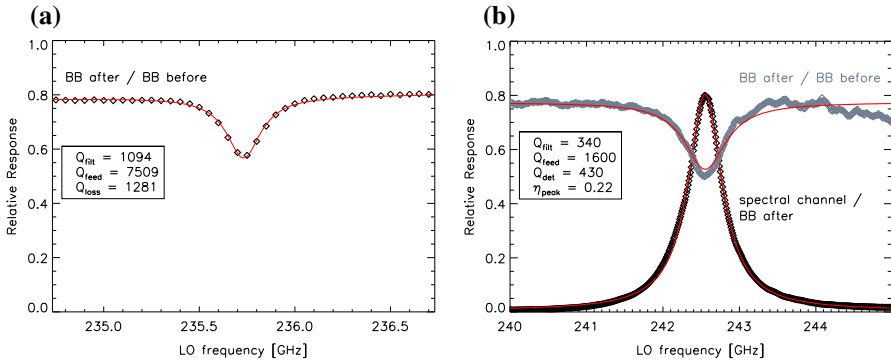 (a)
1.0
0.8
0.6
0.4
0.2
0.0
Relative Response
BB after / BB before
Q_filt = 1094
Q_feed = 7509
Q_loss = 1281
235.0
235.5
236.0
236.5
LO frequency [GHz]
(b)
1.0
0.8
0.6
0.4
0.2
0.0
Relative Response
BB after / BB before
Q_filt = 340
Q_feed = 1600
Q_det = 430
η_peak = 0.22
spectral channel /
BB after
240
241
242
243
244
LO frequency [GHz]